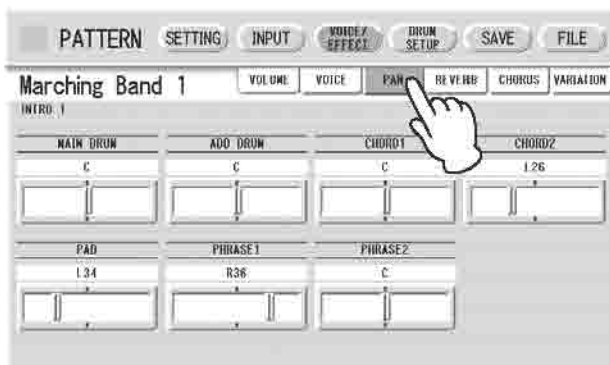 PATTERN SETTING INPUT VOICE/EFFECT DRUM SETUP SAVE FILE
Marching Band 1 VOLUME VOICE PAN REVERB CHORUS VARIATION
INTRO 1
MAIN DRUM ADD DRUM CHORD1 CHORD2
C C C L26
PAD PHRASE1 PHRASE2
L34 R36 C